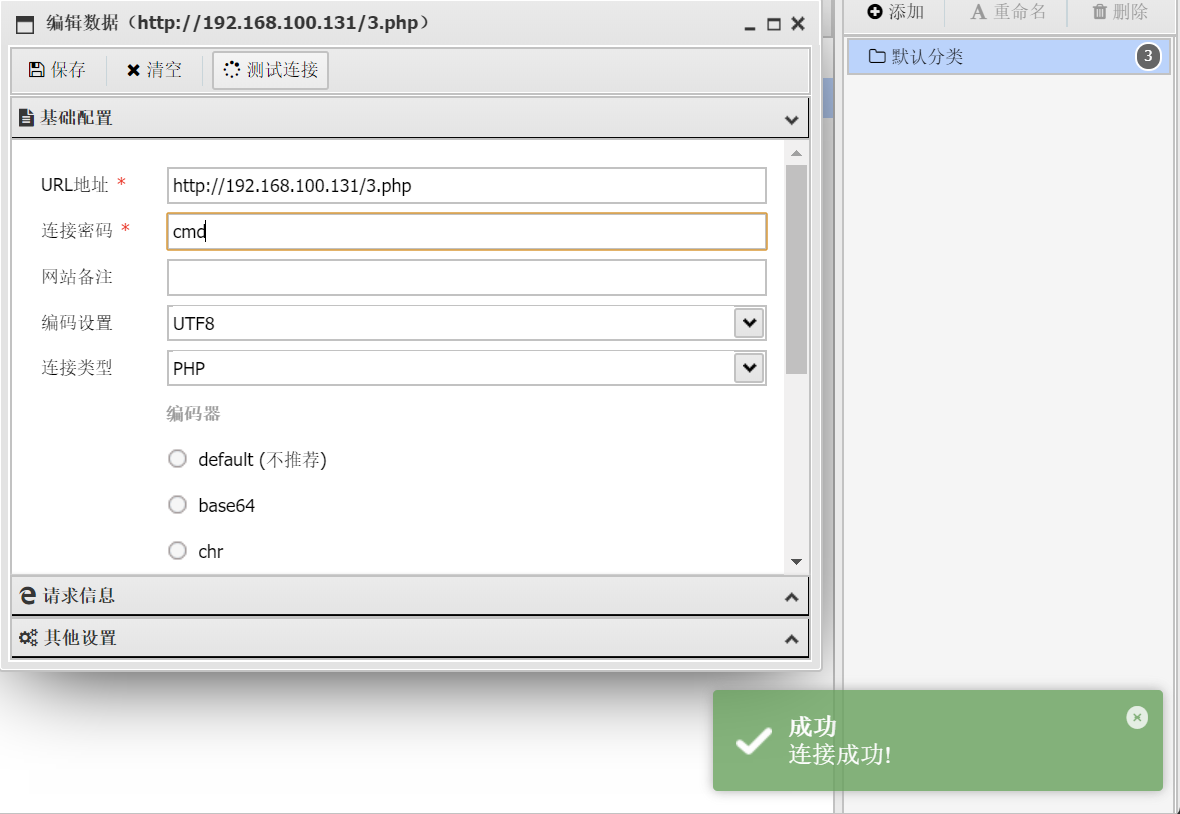 编辑数据（http://192.168.100.131/3.php）
保存 清空 测试连接
基础配置
URL地址 * http://192.168.100.131/3.php
连接密码 * cmd
网站备注
编码设置 UTF8
连接类型 PHP
编码器
default (不推荐)
base64
chr
请求信息
其他设置
添加 A 重命名 删除
默认分类 3
成功
连接成功!